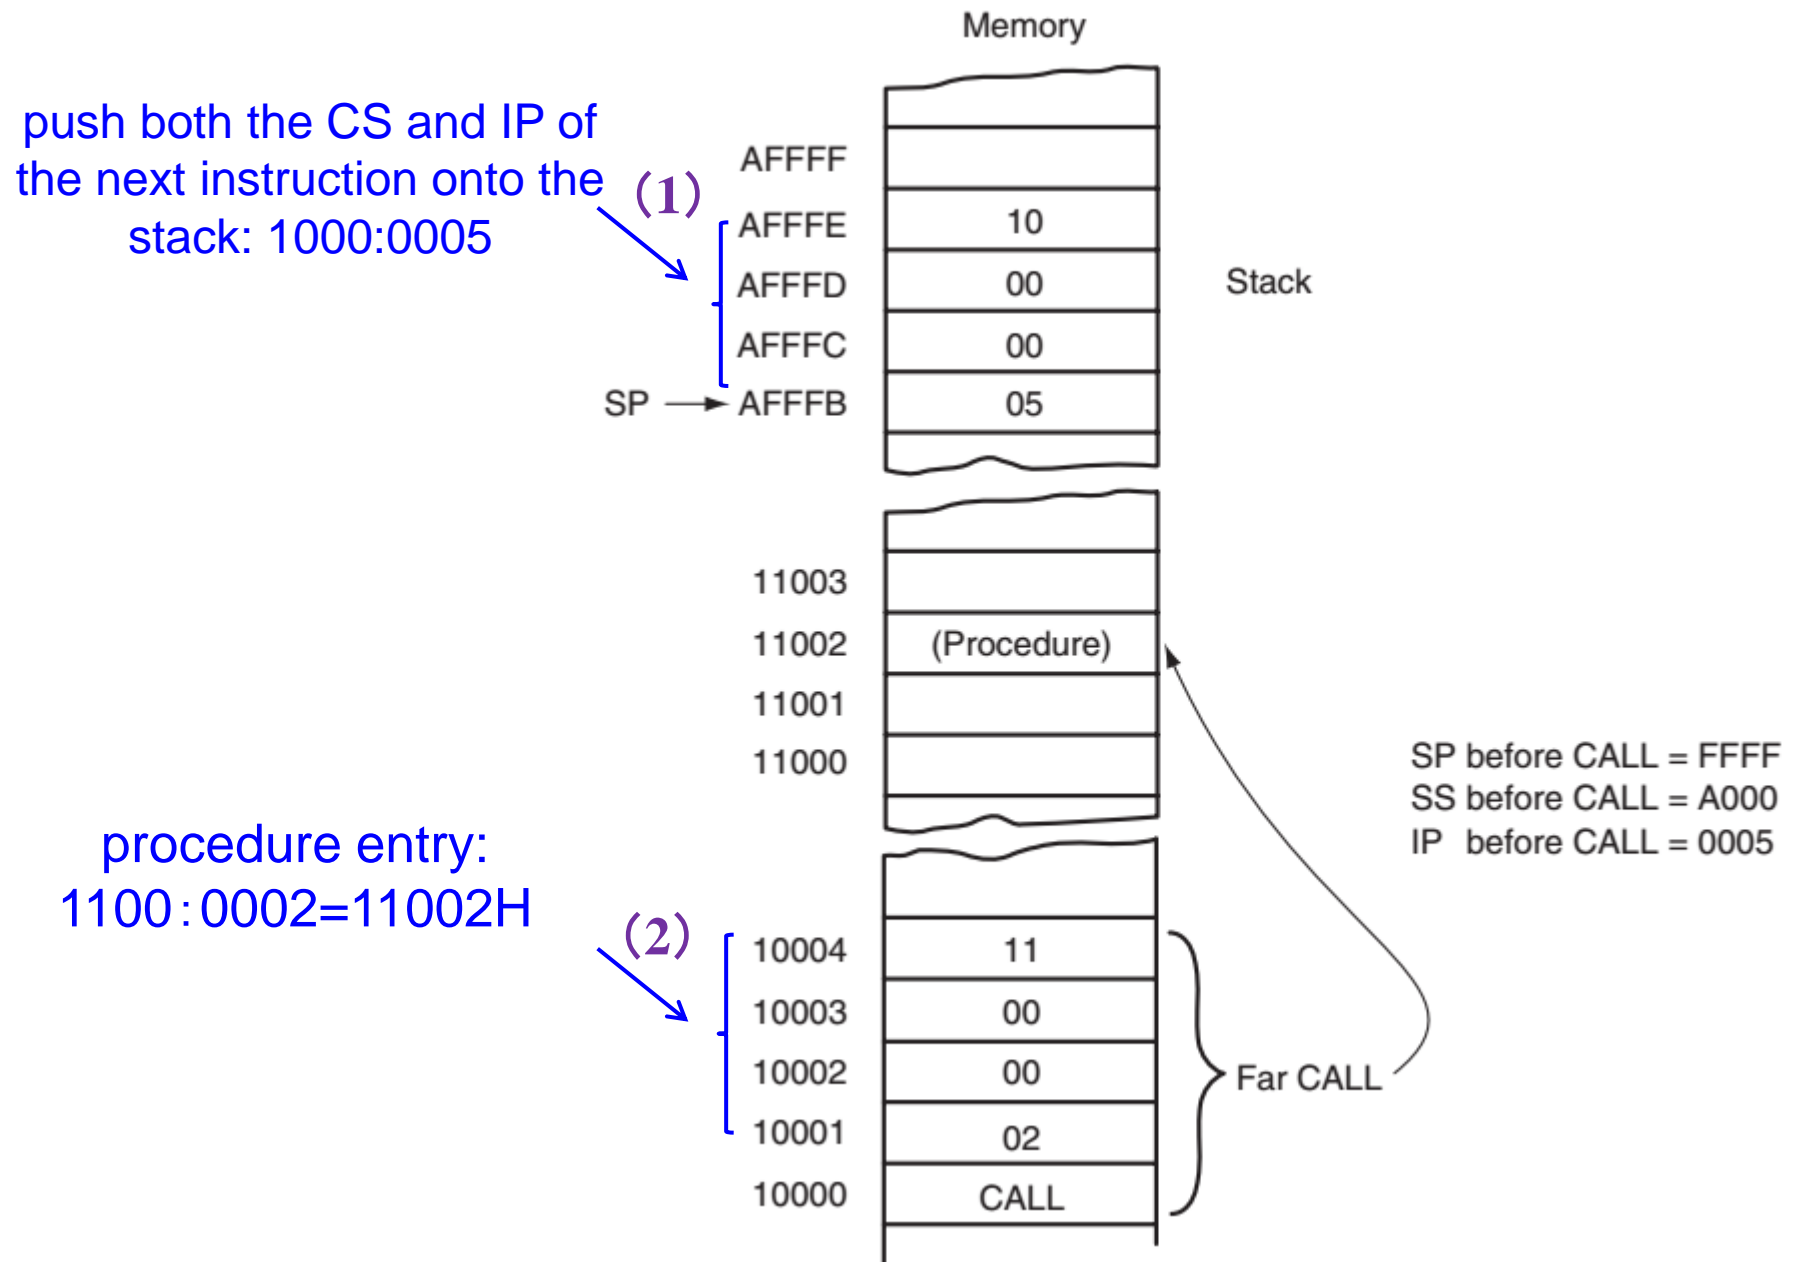 Memory
push both the CS and IP of
the next instruction onto the
stack: 1000:0005
(1)
AFFFF
AFFFE 10
AFFFD 00
AFFFC 00
SP AFFFB 05
Stack
11003
11002 (Procedure)
11001
11000
SP before CALL = FFFF
SS before CALL = A000
IP before CALL = 0005
procedure entry:
1100:0002=11002H
(2)
10004 11
10003 00
10002 00
10001 02
10000 CALL
Far CALL